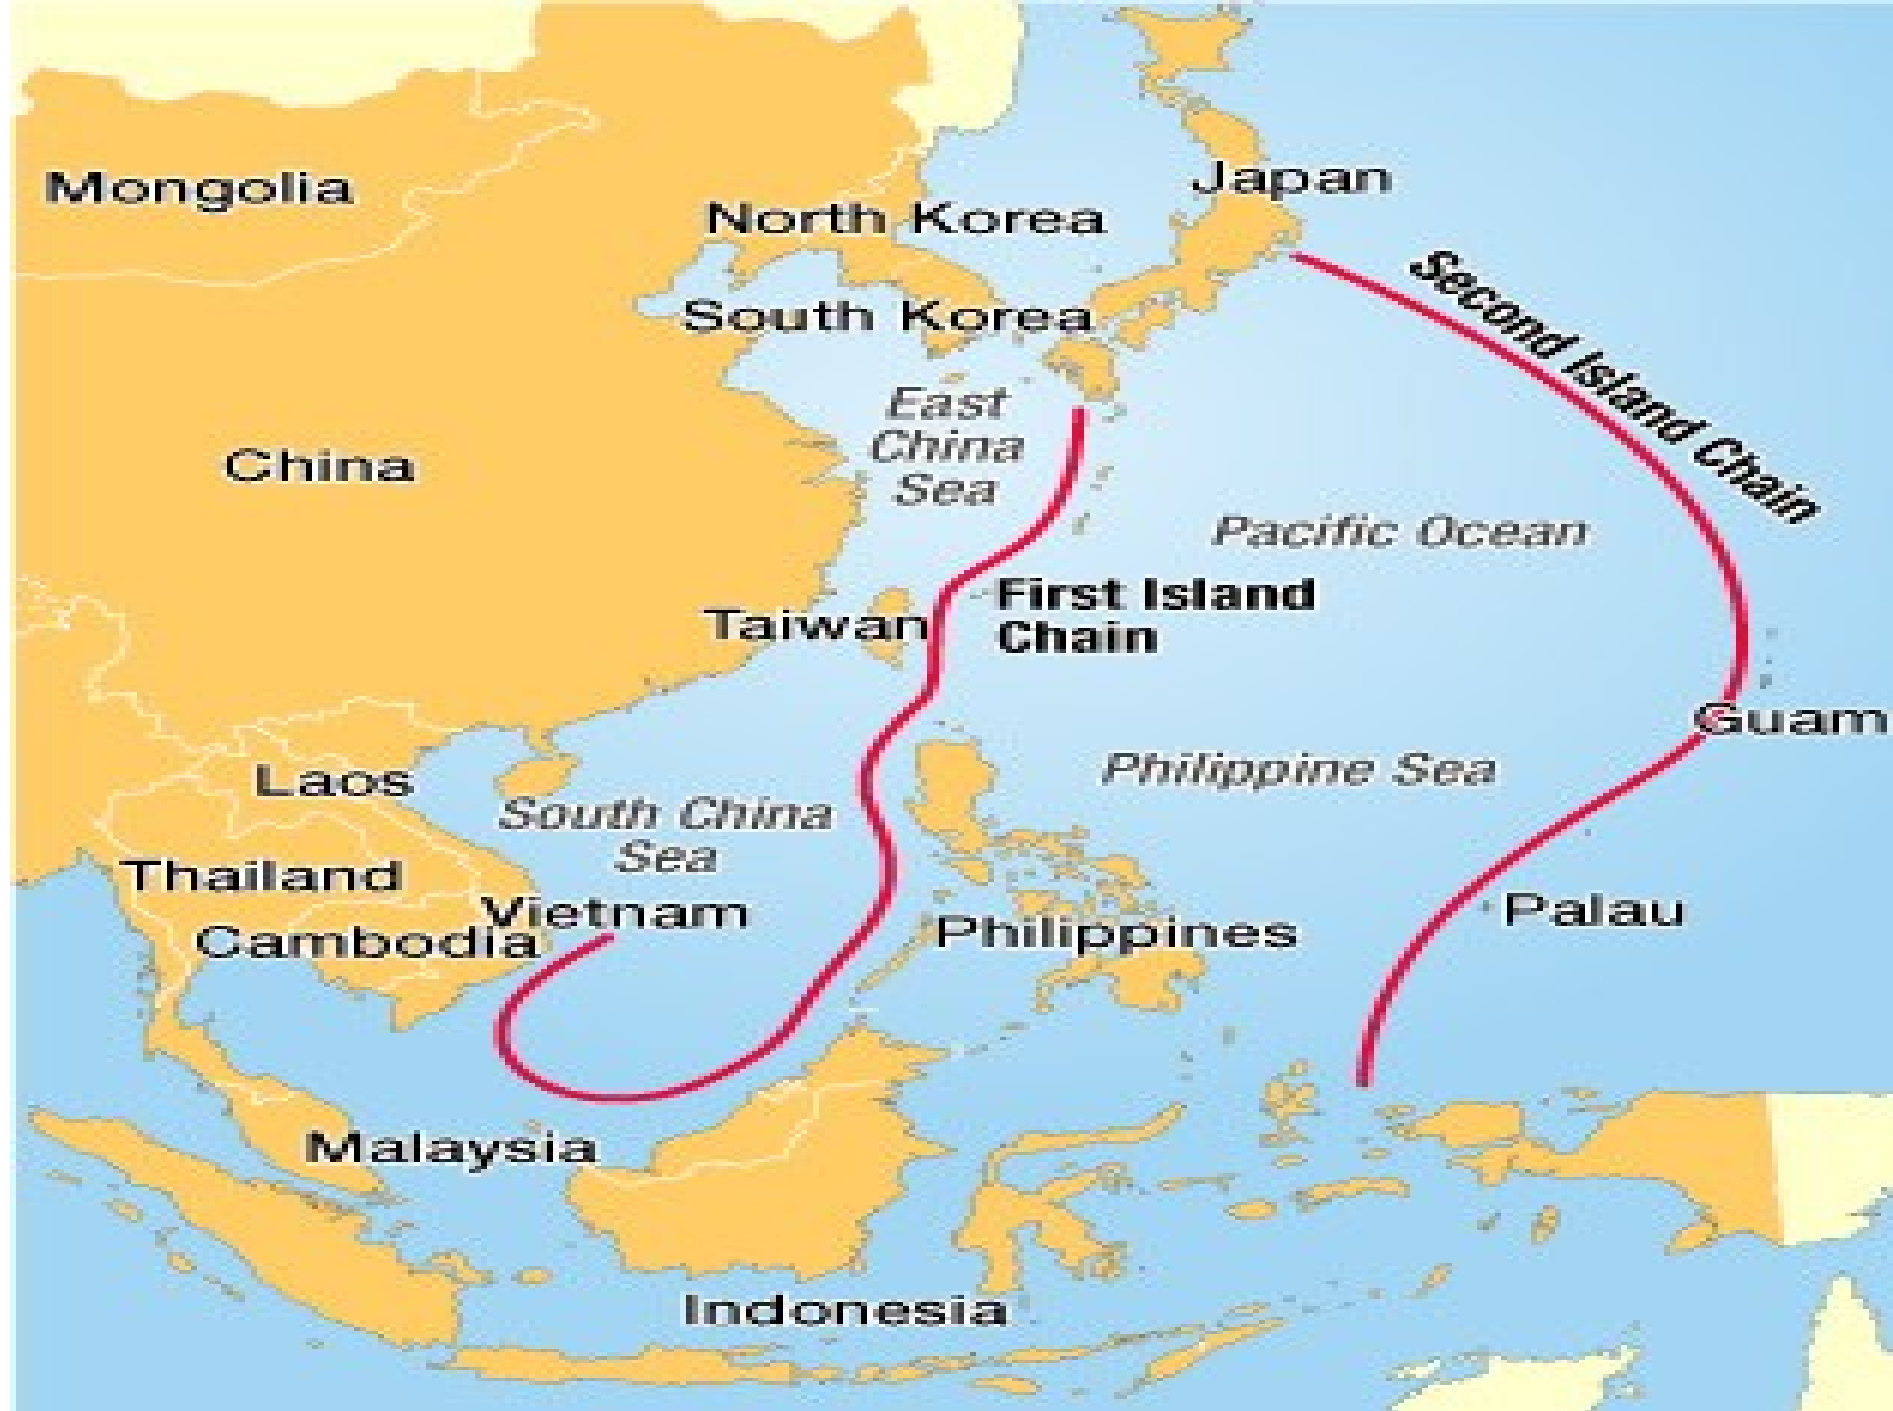 Mongolia
Japan
North Korea
South Korea
Second Island Chain
East
China
Sea
China
Pacific Ocean
First Island
Chain
Taiwan
Guam
Philippine Sea
Laos
South China
Sea
Thailand
Vietnam
Palau
Philippines
Cambodia
Malaysia
Indonesia